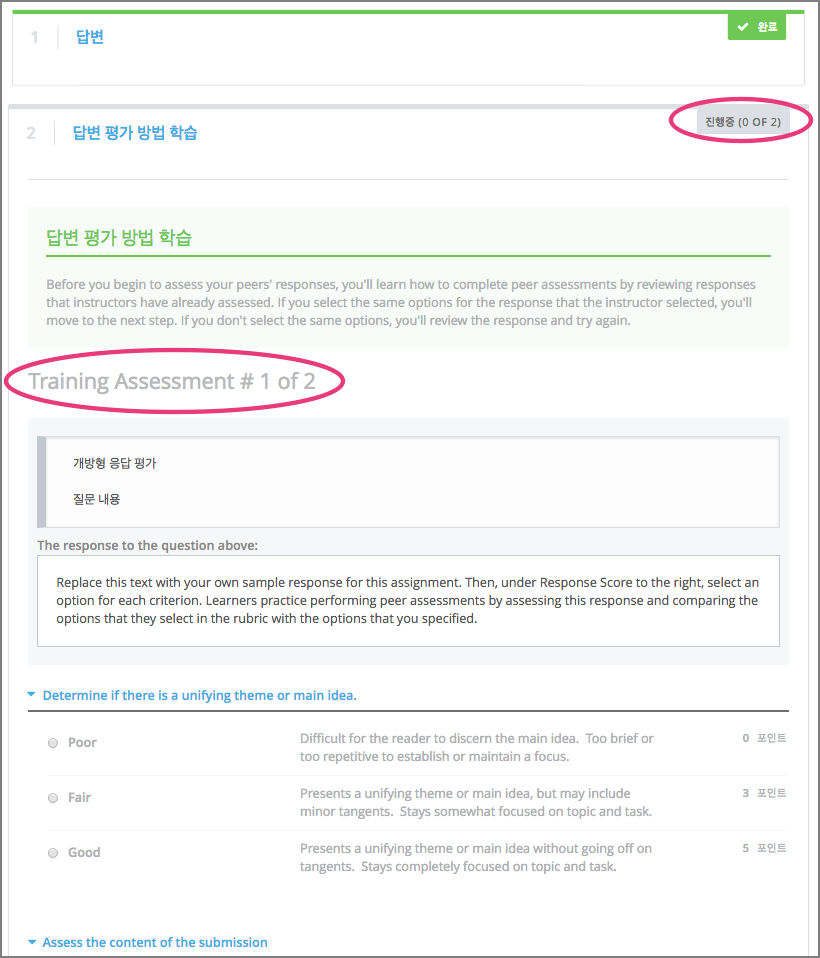 1 답변 완료
2 답변 평가 방법 학습 진행중 (0 OF 2)
답변 평가 방법 학습
Before you begin to assess your peers' responses, you'll learn how to complete peer assessments by reviewing responses
that instructors have already assessed. If you select the same options for the response that the instructor selected, you'll
move to the next step. If you don't select the same options, you'll review the response and try again.
Training Assessment # 1 of 2
개방형 응답 평가
질문 내용
The response to the question above:
Replace this text with your own sample response for this assignment. Then, under Response Score to the right, select an
option for each criterion. Learners practice performing peer assessments by assessing this response and comparing the
options that they select in the rubric with the options that you specified.
Determine if there is a unifying theme or main idea.
Poor Difficult for the reader to discern the main idea. Too brief or 0 포인트
too repetitive to establish or maintain a focus.
Fair Presents a unifying theme or main idea, but may include 3 포인트
minor tangents. Stays somewhat focused on topic and task.
Good Presents a unifying theme or main idea without going off on 5 포인트
tangents. Stays completely focused on topic and task.
Assess the content of the submission